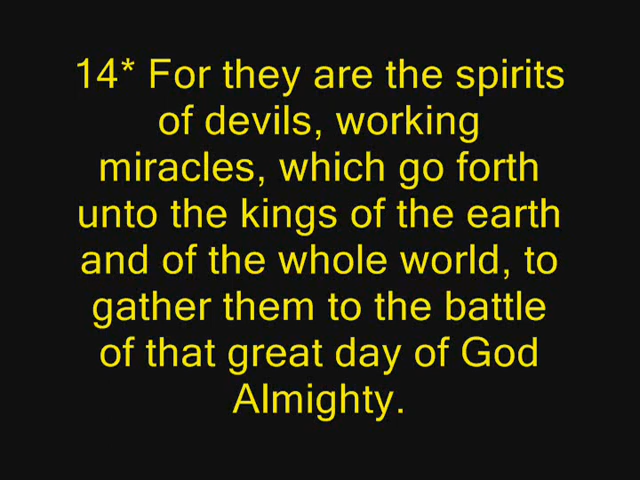 14* For they are the spirits
of devils, working
miracles, which go forth
unto the kings of the earth
and of the whole world, to
gather them to the battle
of that great day of God
Almighty.